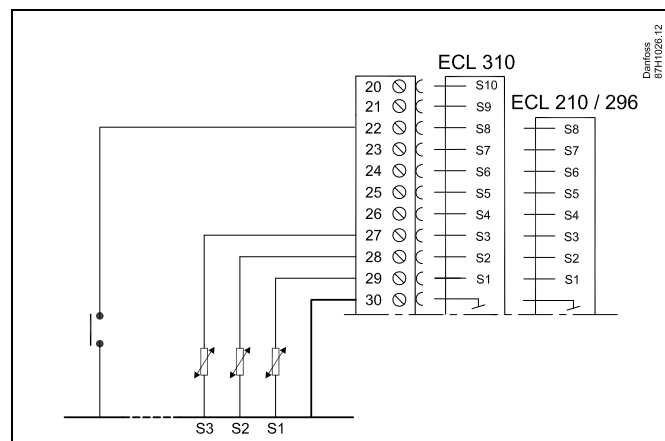 Danfoss
87H1026.12
ECL 310
ECL 210 / 296
20 S10
21 S9
22 S8 S8
23 S7 S7
24 S6 S6
25 S5 S5
26 S4 S4
27 S3 S3
28 S2 S2
29 S1 S1
30
S3 S2 S1